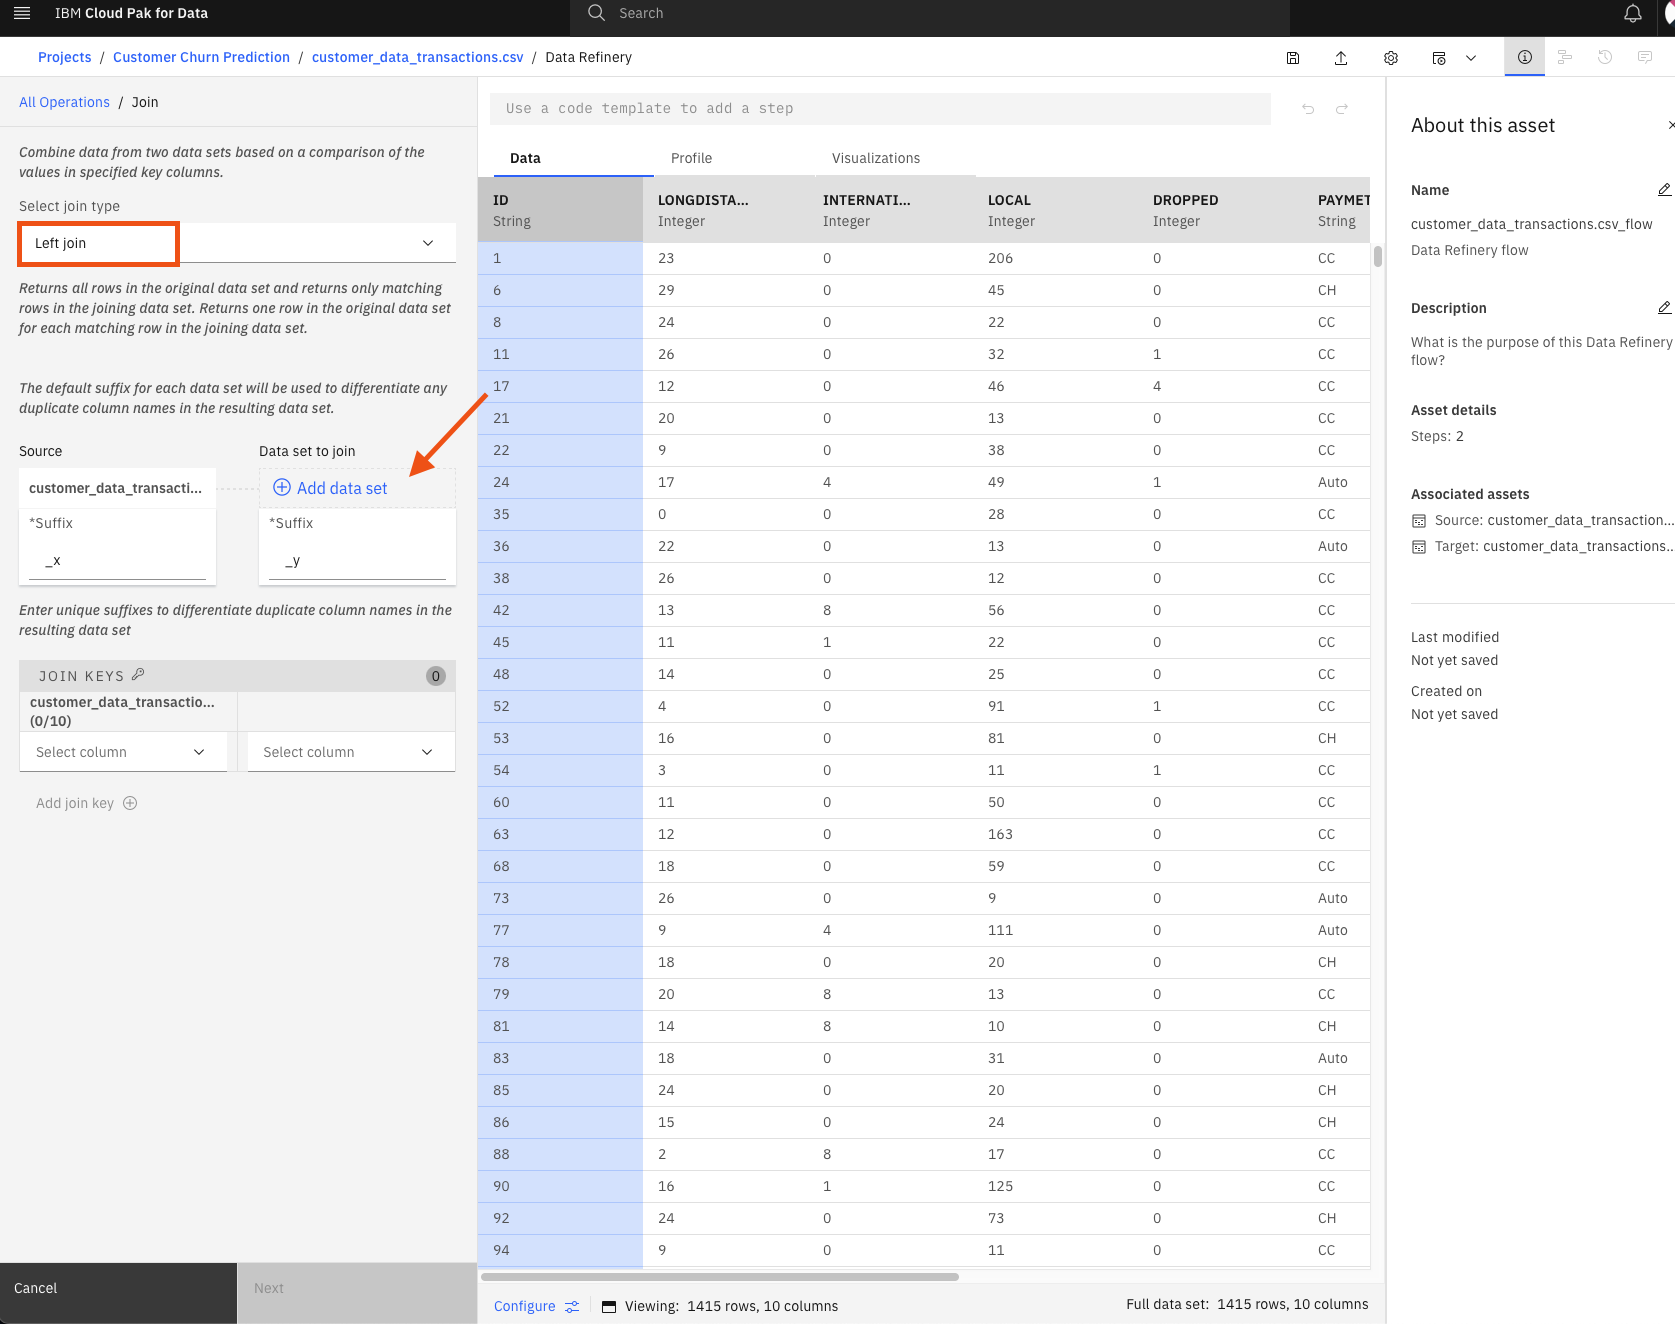 IBM Cloud Pak for Data
Search
Projects / Customer Churn Prediction / customer_data_transactions.csv / Data Refinery
All Operations / Join
Combine data from two data sets based on a comparison of the
values in specified key columns.
Select join type
Left join
Returns all rows in the original data set and returns only matching
rows in the joining data set. Returns one row in the original data set
for each matching row in the joining data set.
The default suffix for each data set will be used to differentiate any
duplicate column names in the resulting data set.
Source
Data set to join
customer_data_transacti...
Add data set
*Suffix
*Suffix
_x
_y
Enter unique suffixes to differentiate duplicate column names in the
resulting data set
JOIN KEYS 0
customer_data_transactio...
(0/10)
Select column
Select column
Add join key
Cancel
Next
Use a code template to add a step
Data Profile Visualizations
ID LONGDISTA... INTERNATI... LOCAL DROPPED PAYMET
String Integer Integer Integer Integer String
1 23 0 206 0 CC
6 29 0 45 0 CH
8 24 0 22 0 CC
11 26 0 32 1 CC
17 12 0 46 4 CC
21 20 0 13 0 CC
22 9 0 38 0 CC
24 17 4 49 1 Auto
35 0 0 28 0 CC
36 22 0 13 0 Auto
38 26 0 12 0 CC
42 13 8 56 0 CC
45 11 1 22 0 CC
48 14 0 25 0 CC
52 4 0 91 1 CC
53 16 0 81 0 CH
54 3 0 11 1 CC
60 11 0 50 0 CC
63 12 0 163 0 CC
68 18 0 59 0 CC
73 26 0 9 0 Auto
77 9 4 111 0 Auto
78 18 0 20 0 CH
79 20 8 13 0 CC
81 14 8 10 0 CH
83 18 0 31 0 Auto
85 24 0 20 0 CH
86 15 0 24 0 CH
88 2 8 17 0 CC
90 16 1 125 0 CC
92 24 0 73 0 CH
94 9 0 11 0 CC
Configure Viewing: 1415 rows, 10 columns Full data set: 1415 rows, 10 columns
About this asset
Name
customer_data_transactions.csv_flow
Data Refinery flow
Description
What is the purpose of this Data Refinery
flow?
Asset details
Steps: 2
Associated assets
Source: customer_data_transaction...
Target: customer_data_transactions...
Last modified
Not yet saved
Created on
Not yet saved